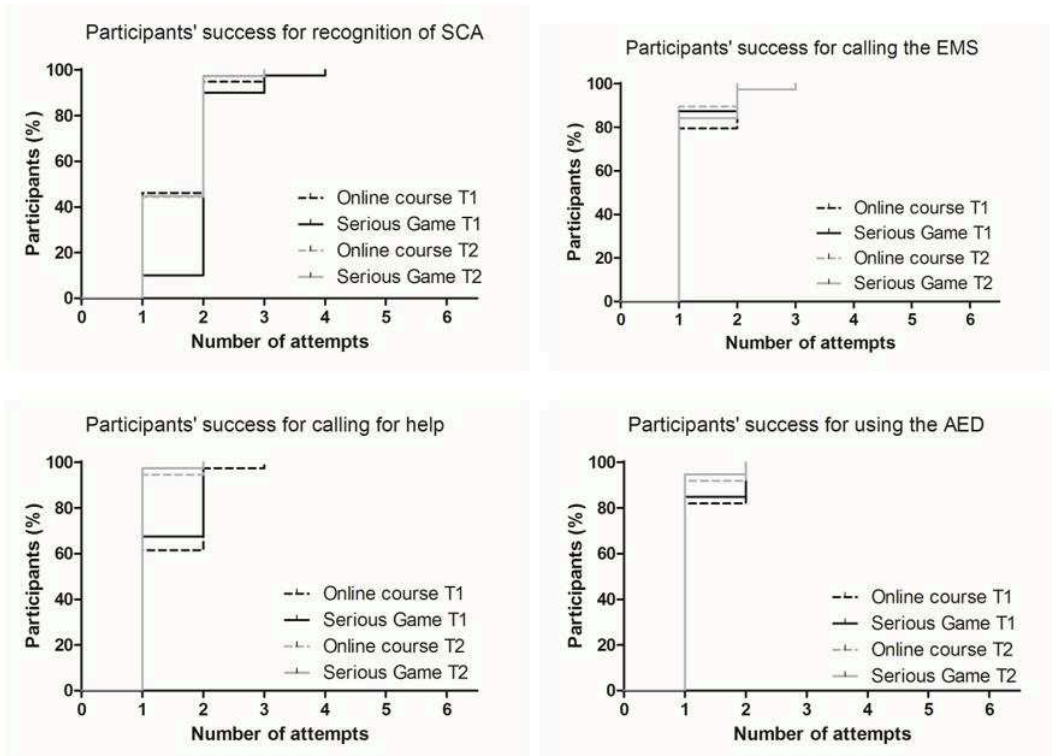 Participants' success for recognition of SCA
100
80
60
40
20
0
Participants (%)
Online course T1
Serious Game T1
Online course T2
Serious Game T2
0 1 2 3 4 5 6
Number of attempts
Participants' success for calling the EMS
100
80
60
40
20
0
Participants (%)
Online course T1
Serious Game T1
Online course T2
Serious Game T2
0 1 2 3 4 5 6
Number of attempts
Participants' success for calling for help
100
80
60
40
20
0
Participants (%)
Online course T1
Serious Game T1
Online course T2
Serious Game T2
0 1 2 3 4 5 6
Number of attempts
Participants' success for using the AED
100
80
60
40
20
0
Participants (%)
Online course T1
Serious Game T1
Online course T2
Serious Game T2
0 1 2 3 4 5 6
Number of attempts